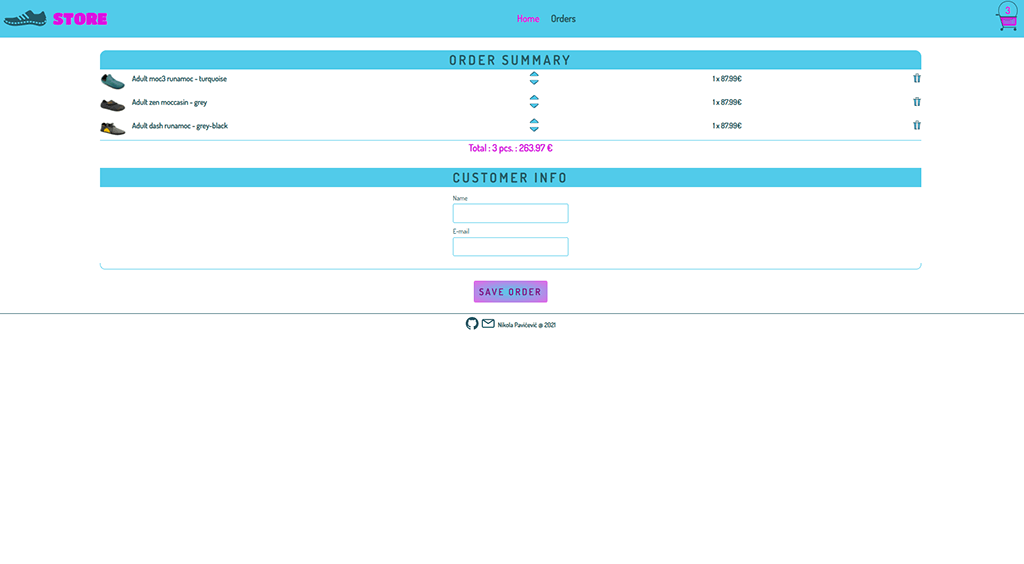 STORE
Home Orders
3
ORDER SUMMARY
Adult moc3 runamoc - turquoise 1 x 87.99€
Adult zen moccasin - grey 1 x 87.99€
Adult dash runamoc - grey-black 1 x 87.99€
Total : 3 pcs. : 263.97 €
CUSTOMER INFO
Name
E-mail
SAVE ORDER
Nikola Pavičević @ 2021